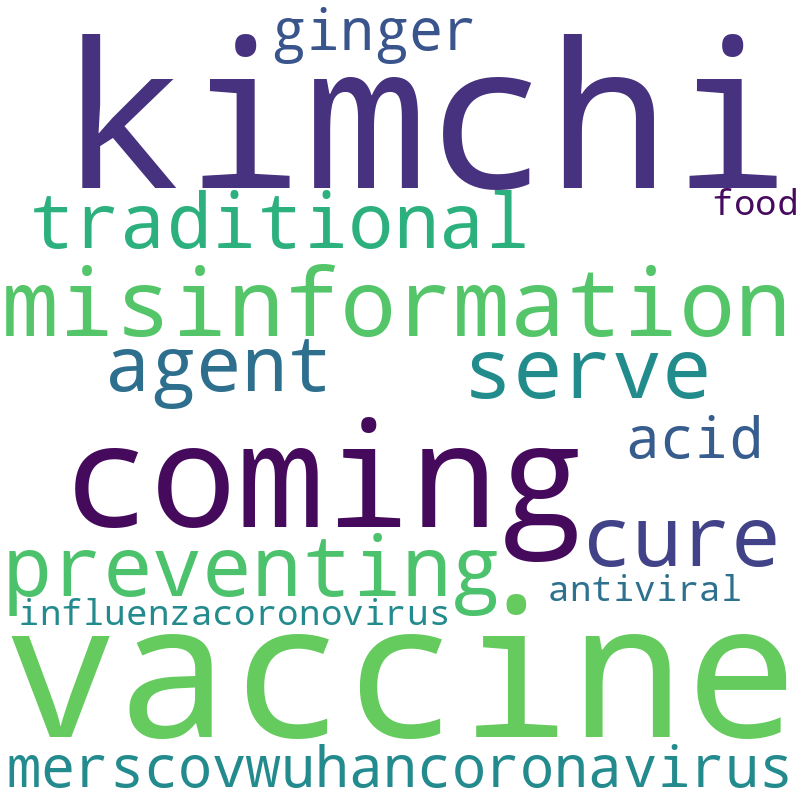 ginger
kimchi
traditional
food
misinformation
agent
serve
coming
acid
cure
preventing
antiviral
influenzacoronovirus
vaccine
merscovwuhancoronavirus